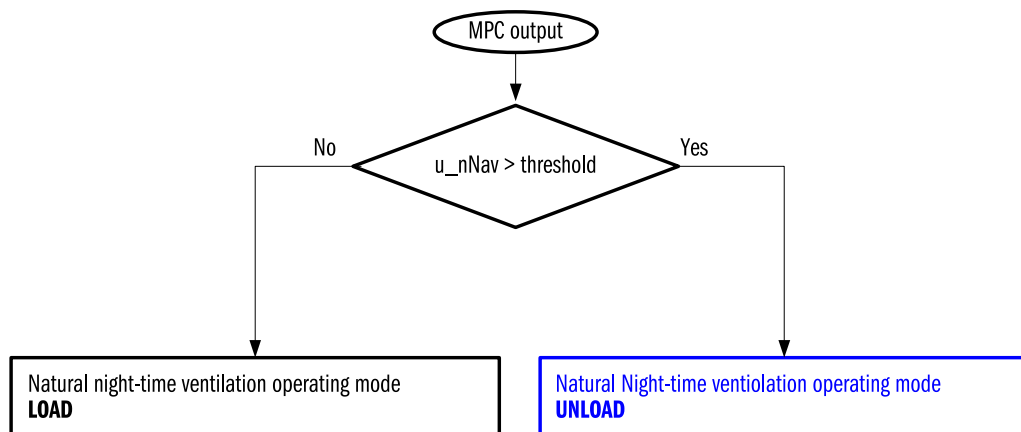 MPC output
u_nNav > threshold
No
Yes
Natural night-time ventilation operating mode
LOAD
Natural Night-time ventiolation operating mode
UNLOAD